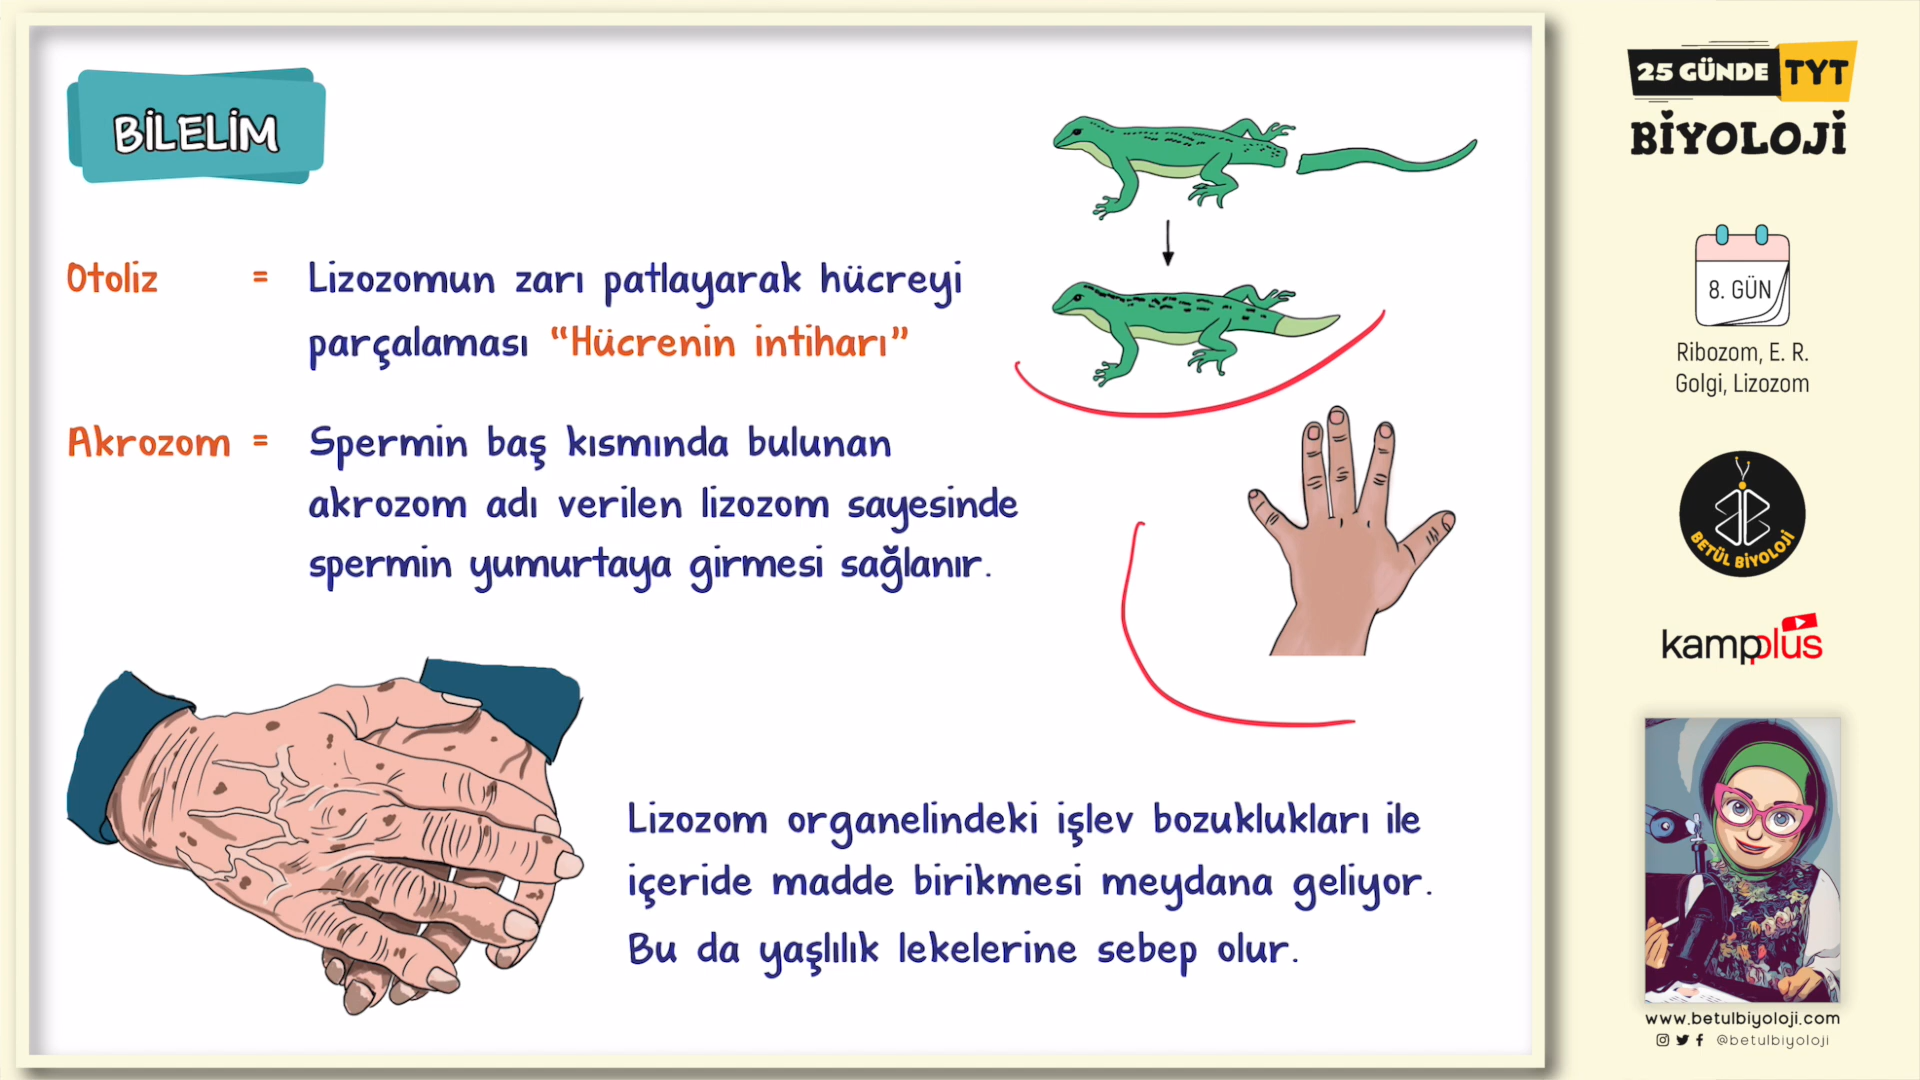 BİLELİM
Otoliz = Lizozomun zarı patlayarak hücreyi
parçalaması “Hücrenin intiharı”
Akrozom = Spermin baş kısmında bulunan
akrozom adı verilen lizozom sayesinde
spermin yumurtaya girmesi sağlanır.
Lizozom organelindeki işlev bozuklukları ile
içeride madde birikmesi meydana geliyor.
Bu da yaşlılık lekelerine sebep olur.
25 GÜNDE TYT
BİYOLOJİ
8. GÜN
Ribozom, E. R.
Golgi, Lizozom
BETÜL BİYOLOJİ
kampplus
www.betulbiyoloji.com
@betulbiyoloji